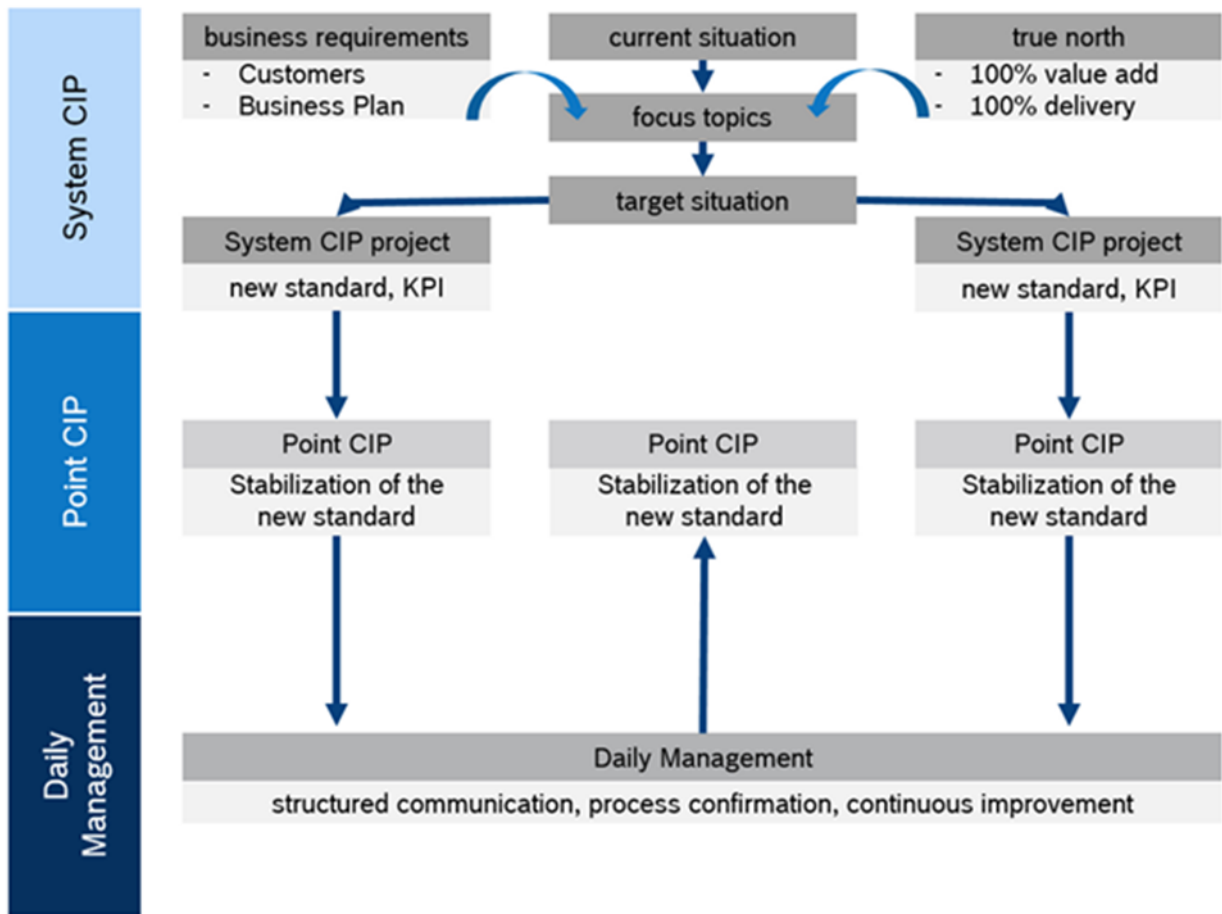 System CIP
business requirements
- Customers
- Business Plan
current situation
focus topics
target situation
true north
- 100% value add
- 100% delivery
System CIP project
new standard, KPI
System CIP project
new standard, KPI
Point CIP
Point CIP
Stabilization of the
new standard
Point CIP
Stabilization of the
new standard
Point CIP
Stabilization of the
new standard
Daily
Management
Daily Management
structured communication, process confirmation, continuous improvement